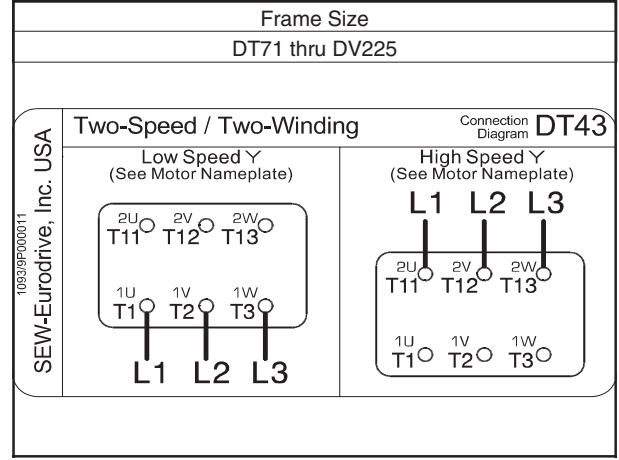 Frame Size
DT71 thru DV225
1093/9P000011
SEW-Eurodrive, Inc. USA
Two-Speed / Two-Winding
Connection Diagram DT43
Low Speed Y
(See Motor Nameplate)
2U 2V 2W
T11 T12 T13
1U 1V 1W
T1 T2 T3
L1 L2 L3
High Speed Y
(See Motor Nameplate)
L1 L2 L3
2U 2V 2W
T11 T12 T13
1U 1V 1W
T1 T2 T3